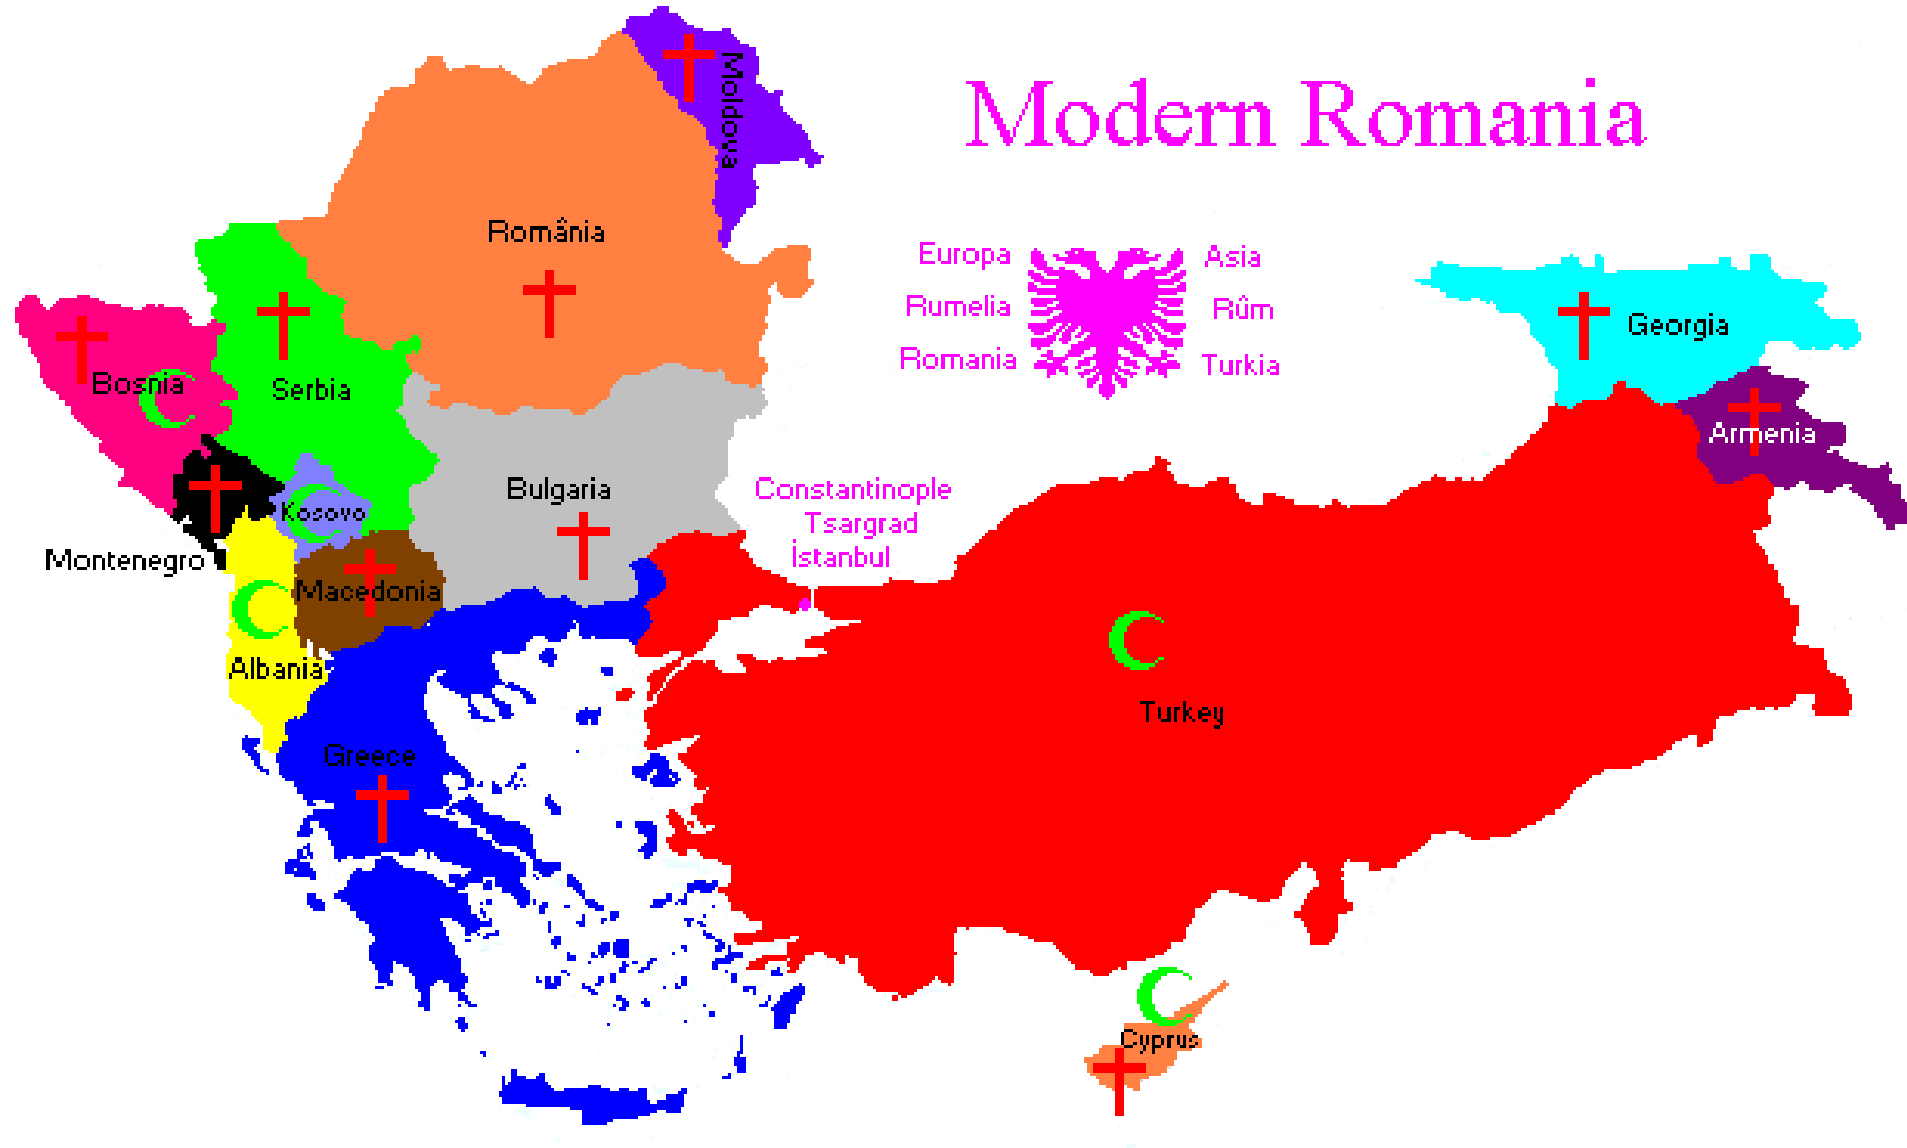 Modern Romania
Moldova
România
Europa
Asia
Rumelia
Rûm
Romania
Turkia
Georgia
Armenia
Bosnia
Serbia
Bulgaria
Constantinople
Tsargrad
İstanbul
Kosovo
Montenegro
Macedonia
Albania
Turkey
Greece
Cyprus